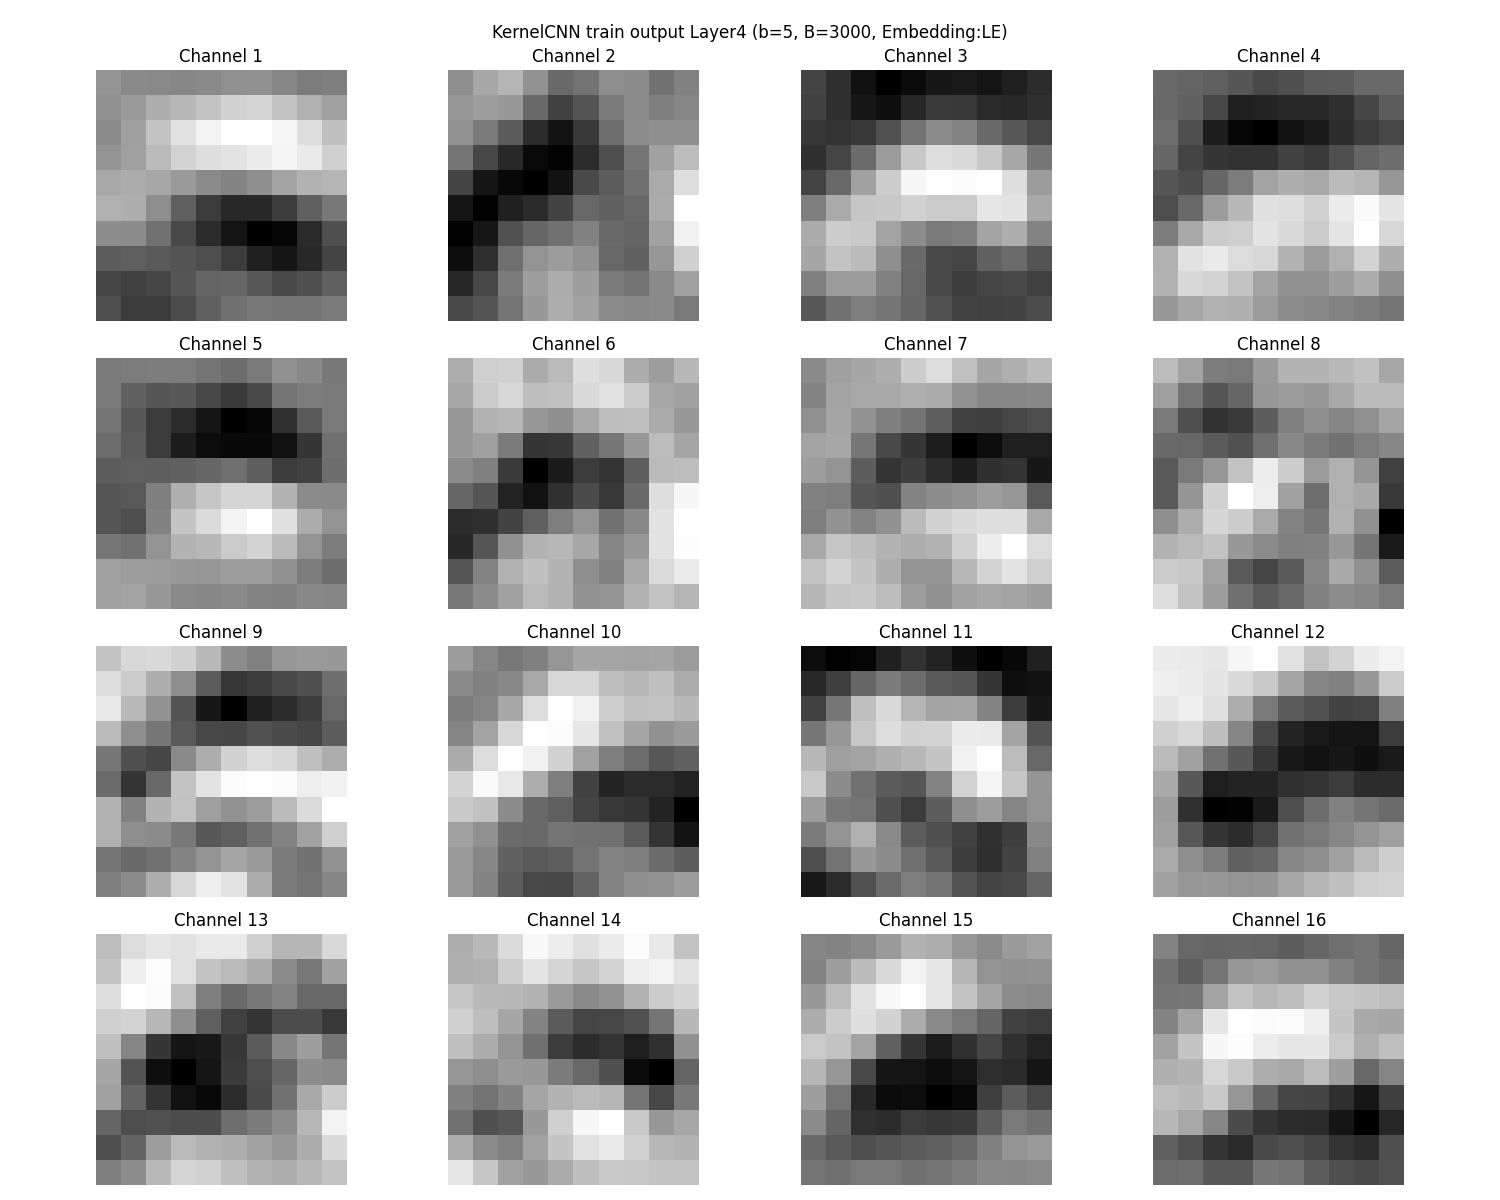 KernelCNN train output Layer4 (b=5, B=3000, Embedding:LE)
Channel 1 Channel 2 Channel 3 Channel 4
Channel 5 Channel 6 Channel 7 Channel 8
Channel 9 Channel 10 Channel 11 Channel 12
Channel 13 Channel 14 Channel 15 Channel 16